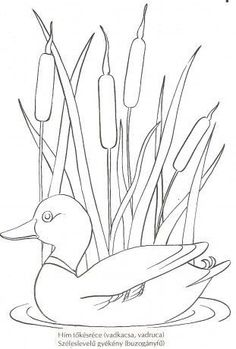 Hím tőkésréce (vadkacsa, vadruca)
Széleslevelű gyékény (buzogányfű)